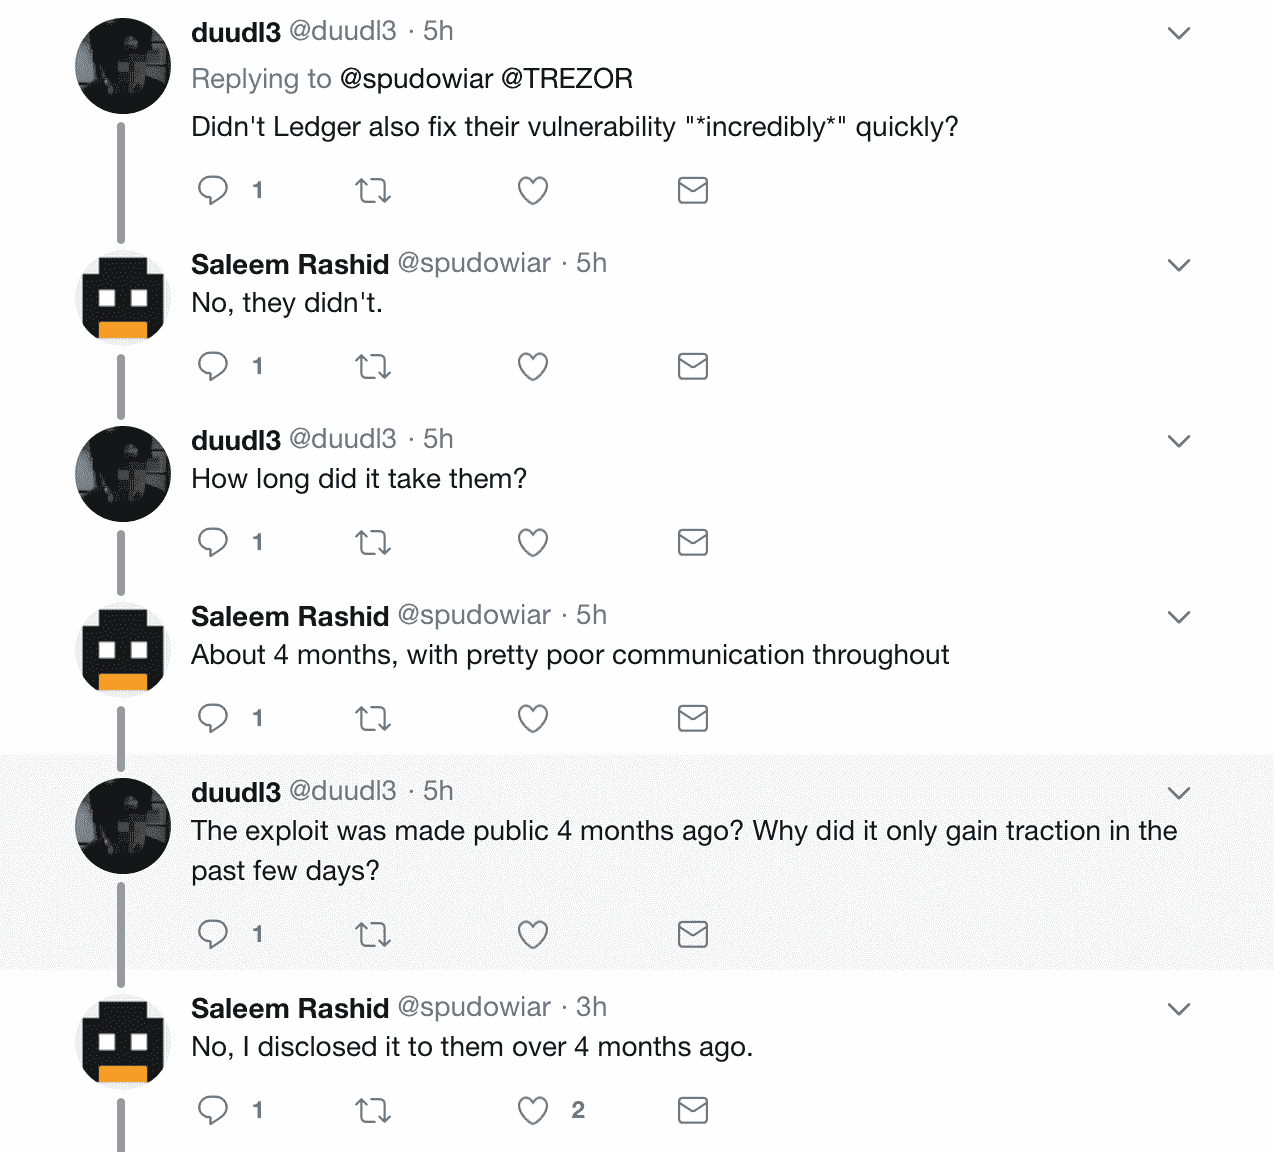 duudl3 @duudl3 · 5h
Replying to @spudowiar @TREZOR
Didn't Ledger also fix their vulnerability "*incredibly*" quickly?
1
Saleem Rashid @spudowiar · 5h
No, they didn't.
1
duudl3 @duudl3 · 5h
How long did it take them?
1
Saleem Rashid @spudowiar · 5h
About 4 months, with pretty poor communication throughout
1
duudl3 @duudl3 · 5h
The exploit was made public 4 months ago? Why did it only gain traction in the
past few days?
1
Saleem Rashid @spudowiar · 3h
No, I disclosed it to them over 4 months ago.
1 2